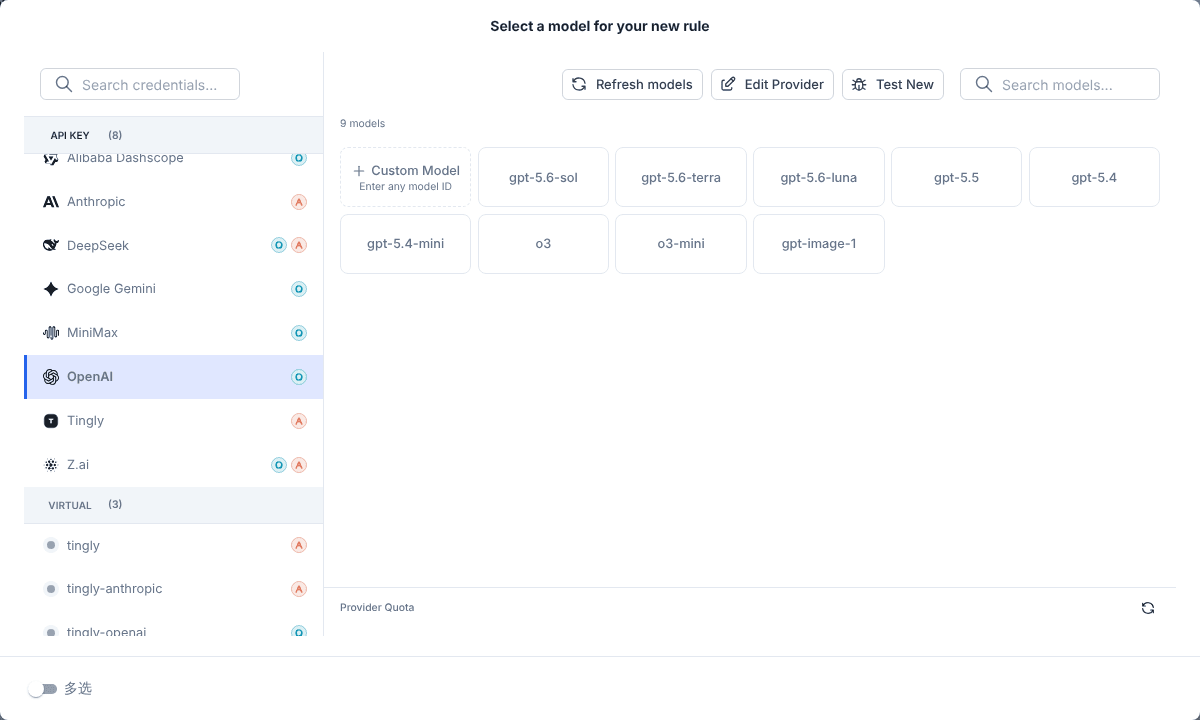 Select a model for your new rule
Search credentials...
Refresh models
Edit Provider
Test New
Search models...
API KEY (8)
Alibaba Dashscope O
Anthropic A
DeepSeek O A
Google Gemini O
MiniMax O
OpenAI O
T Tingly A
Z.ai O A
VIRTUAL (3)
tingly A
tingly-anthropic A
tingly-openai O
9 models
+ Custom Model
Enter any model ID
gpt-5.6-sol
gpt-5.6-terra
gpt-5.6-luna
gpt-5.5
gpt-5.4
gpt-5.4-mini
o3
o3-mini
gpt-image-1
Provider Quota
多选